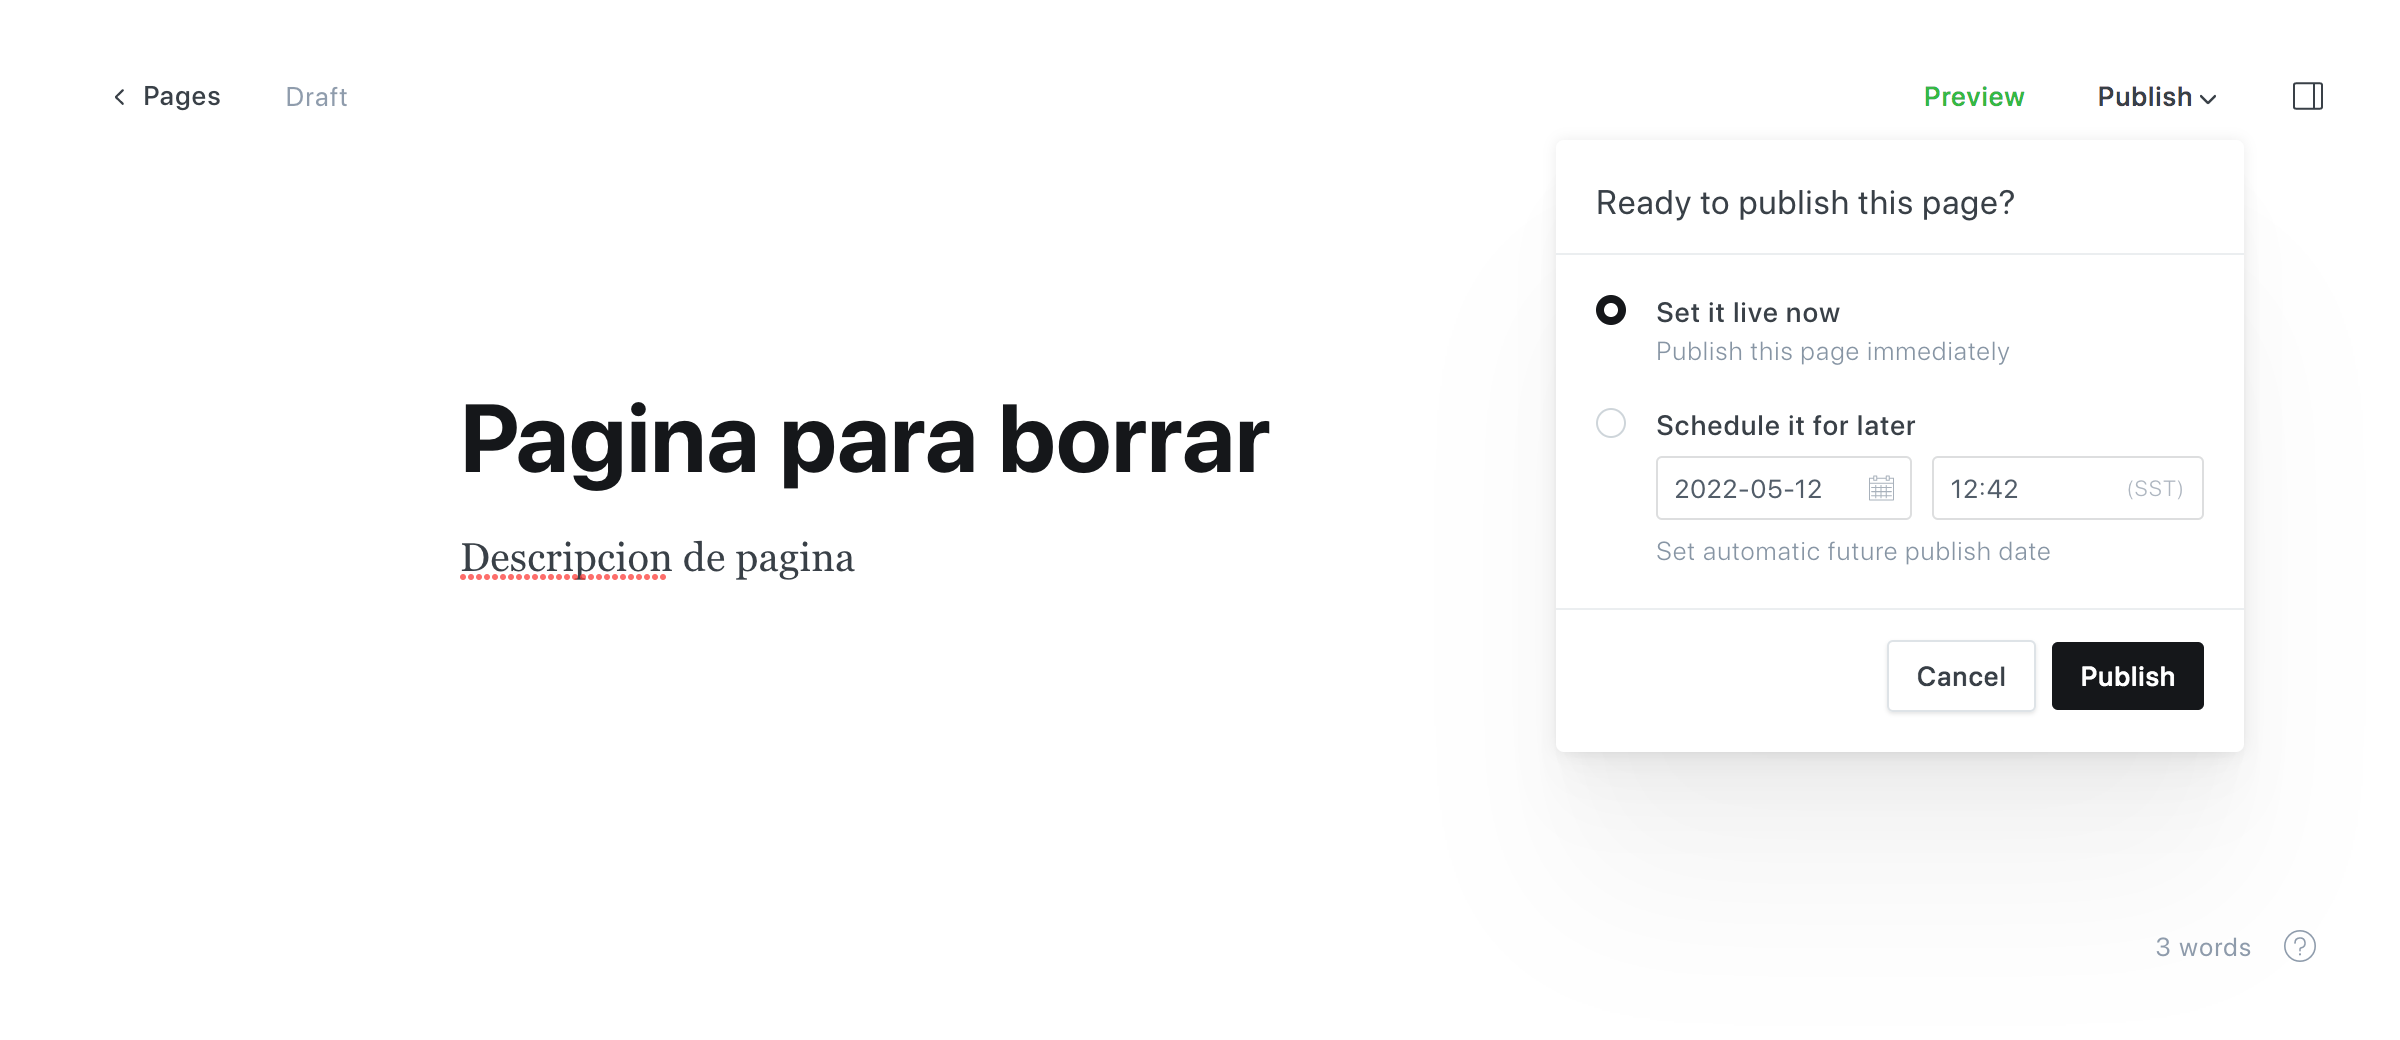 Pages
Draft
Preview
Publish
Ready to publish this page?
Set it live now
Publish this page immediately
Schedule it for later
2022-05-12
12:42
(SST)
Set automatic future publish date
Cancel
Publish
Pagina para borrar
Descripcion de pagina
3 words
?